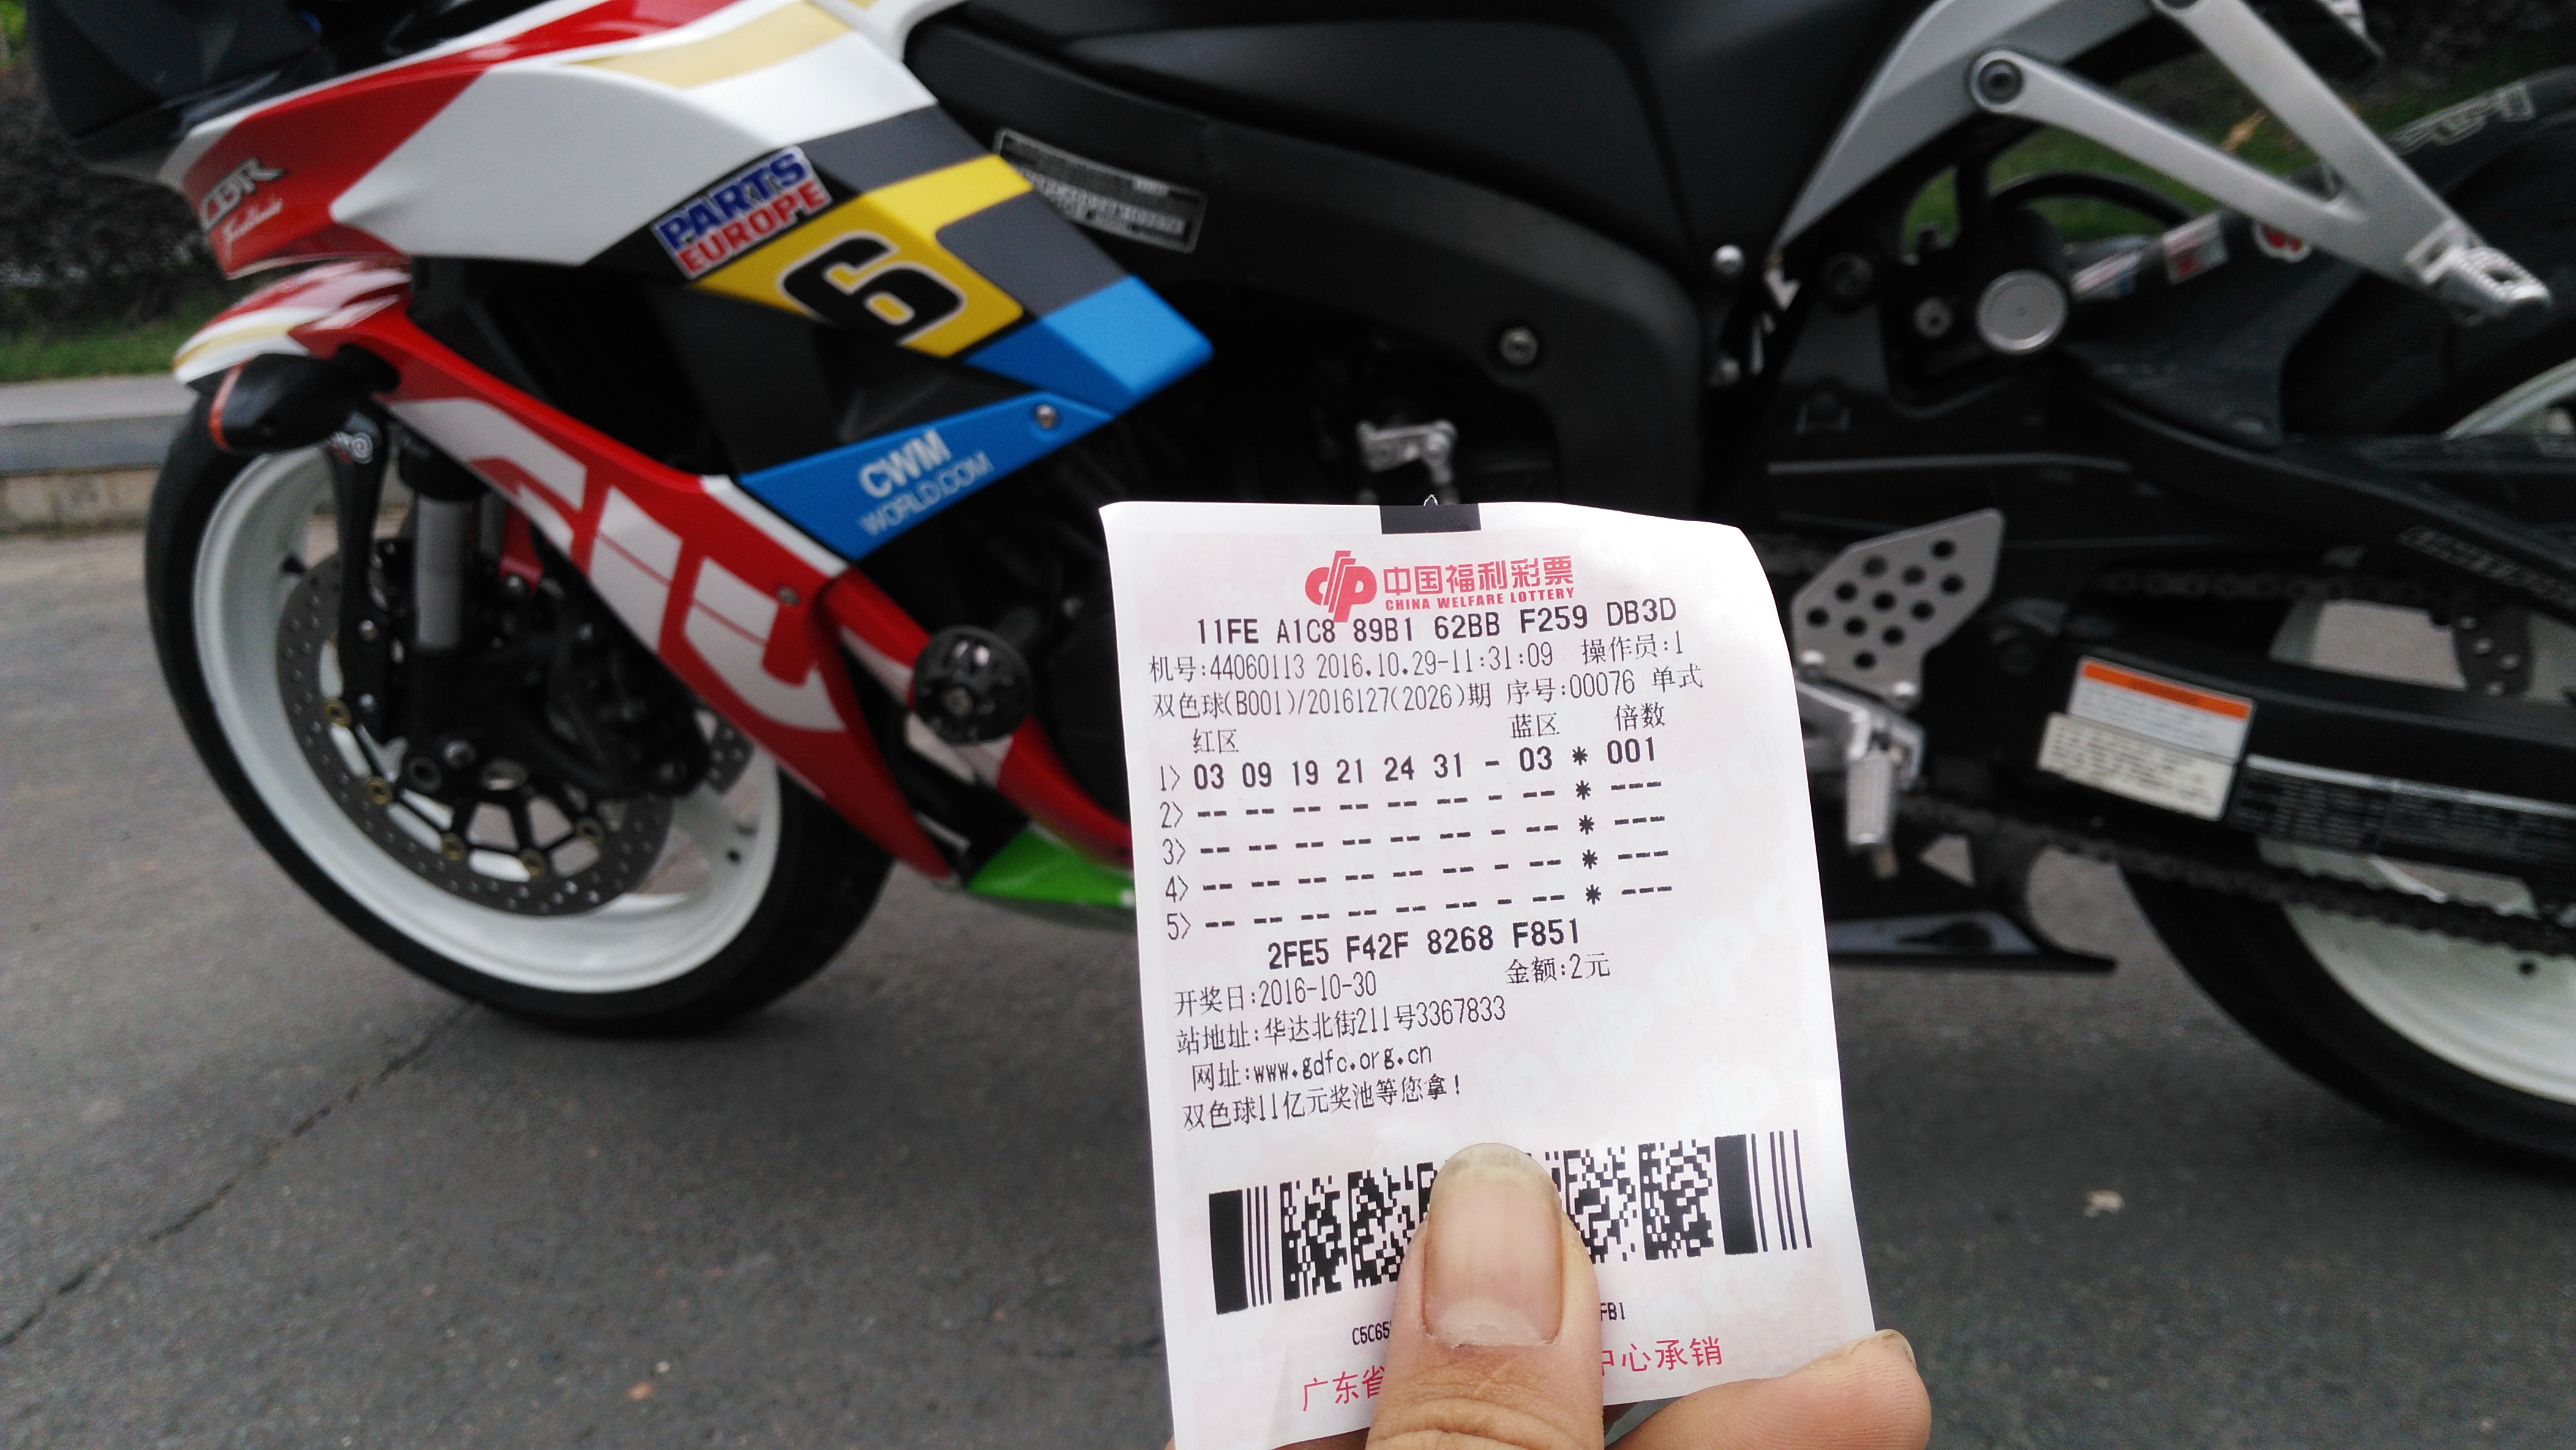 CBR
PARTS
EUROPE
6
CWM
WORLD.COM
中国福利彩票
CHINA WELFARE LOTTERY
11FE A1C8 89B1 62BB F259 DB3D
机号:44060113 2016.10.29-11:31:09 操作员:1
双色球(B001)/2016127(2026)期 序号:00076 单式
红区 蓝区 倍数
1> 03 09 19 21 24 31 - 03 * 001
2> -- -- -- -- -- -- - -- * ---
3> -- -- -- -- -- -- - -- * ---
4> -- -- -- -- -- -- - -- * ---
5> -- -- -- -- -- -- - -- * ---
2FE5 F42F 8268 F851
开奖日:2016-10-30 金额:2元
站地址:华达北街211号3367833
网址:www.gdfc.org.cn
双色球11亿元奖池等您拿!
C5C65 FB1
广东省 中心承销